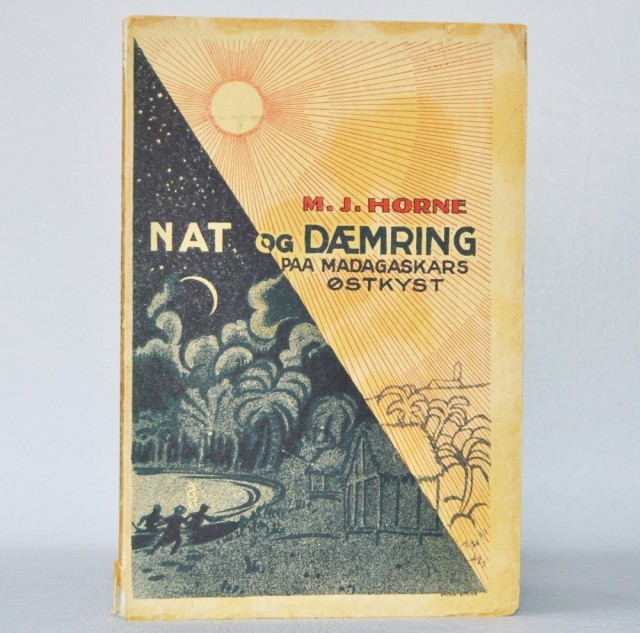 M. J. HORNE
NAT OG DÆMRING
PAA MADAGASKARS
ØSTKYST